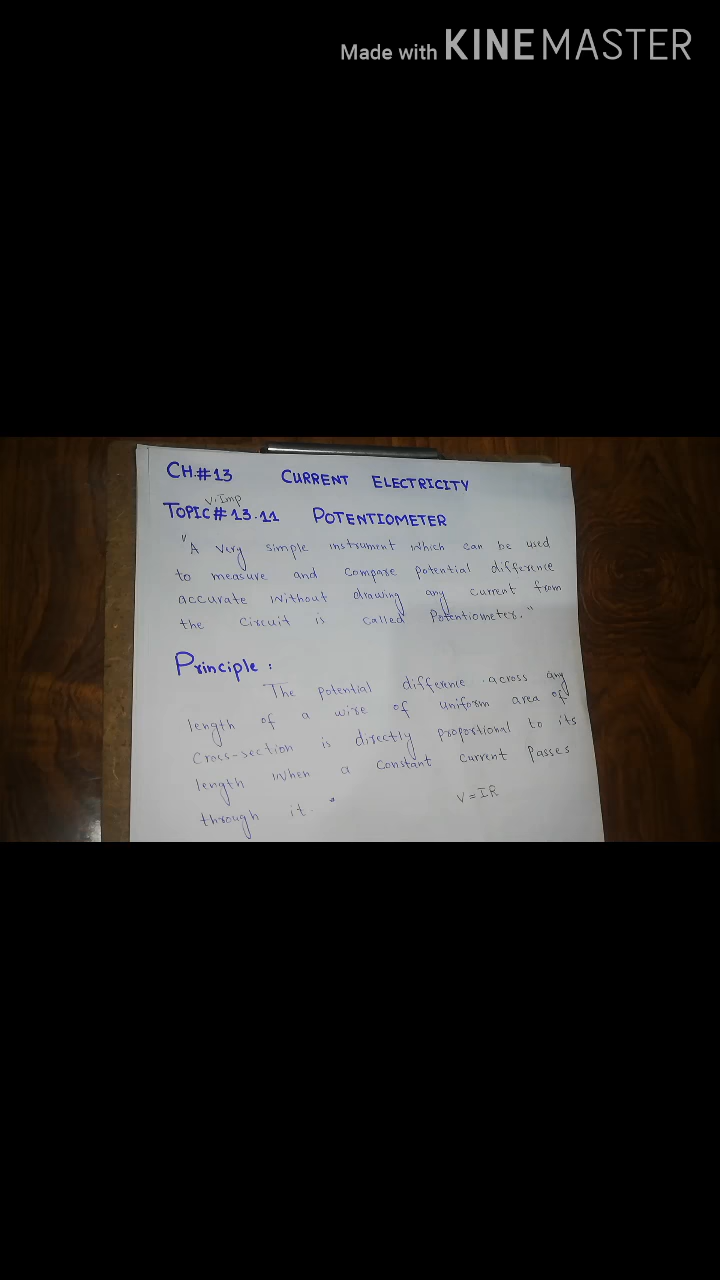 Made with KINEMASTER
CH.#13 CURRENT ELECTRICITY
V.Imp
TOPIC#13.11 POTENTIOMETER
"A very simple instrument which can be used
to measure and compare potential difference
accurate without drawing any current from
the circuit is called Potentiometer."
Principle:
The potential difference across any
length of a wire of uniform area of
cross-section is directly proportional to its
length when a constant current passes
through it.
V=IR